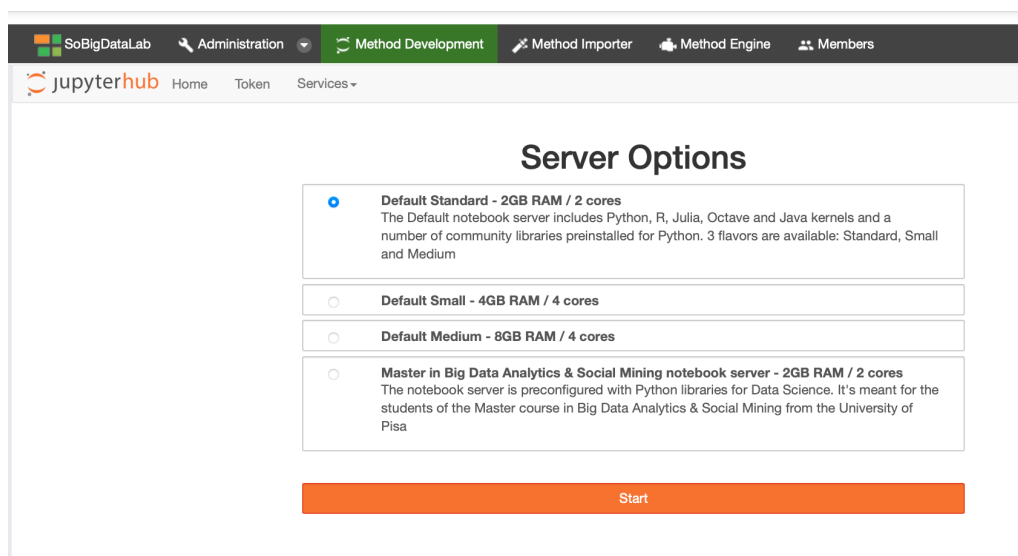 SoBigDataLab Administration Method Development Method Importer Method Engine Members
jupyterhub Home Token Services
Server Options
Default Standard - 2GB RAM / 2 cores
The Default notebook server includes Python, R, Julia, Octave and Java kernels and a
number of community libraries preinstalled for Python. 3 flavors are available: Standard, Small
and Medium
Default Small - 4GB RAM / 4 cores
Default Medium - 8GB RAM / 4 cores
Master in Big Data Analytics & Social Mining notebook server - 2GB RAM / 2 cores
The notebook server is preconfigured with Python libraries for Data Science. It's meant for the
students of the Master course in Big Data Analytics & Social Mining from the University of
Pisa
Start